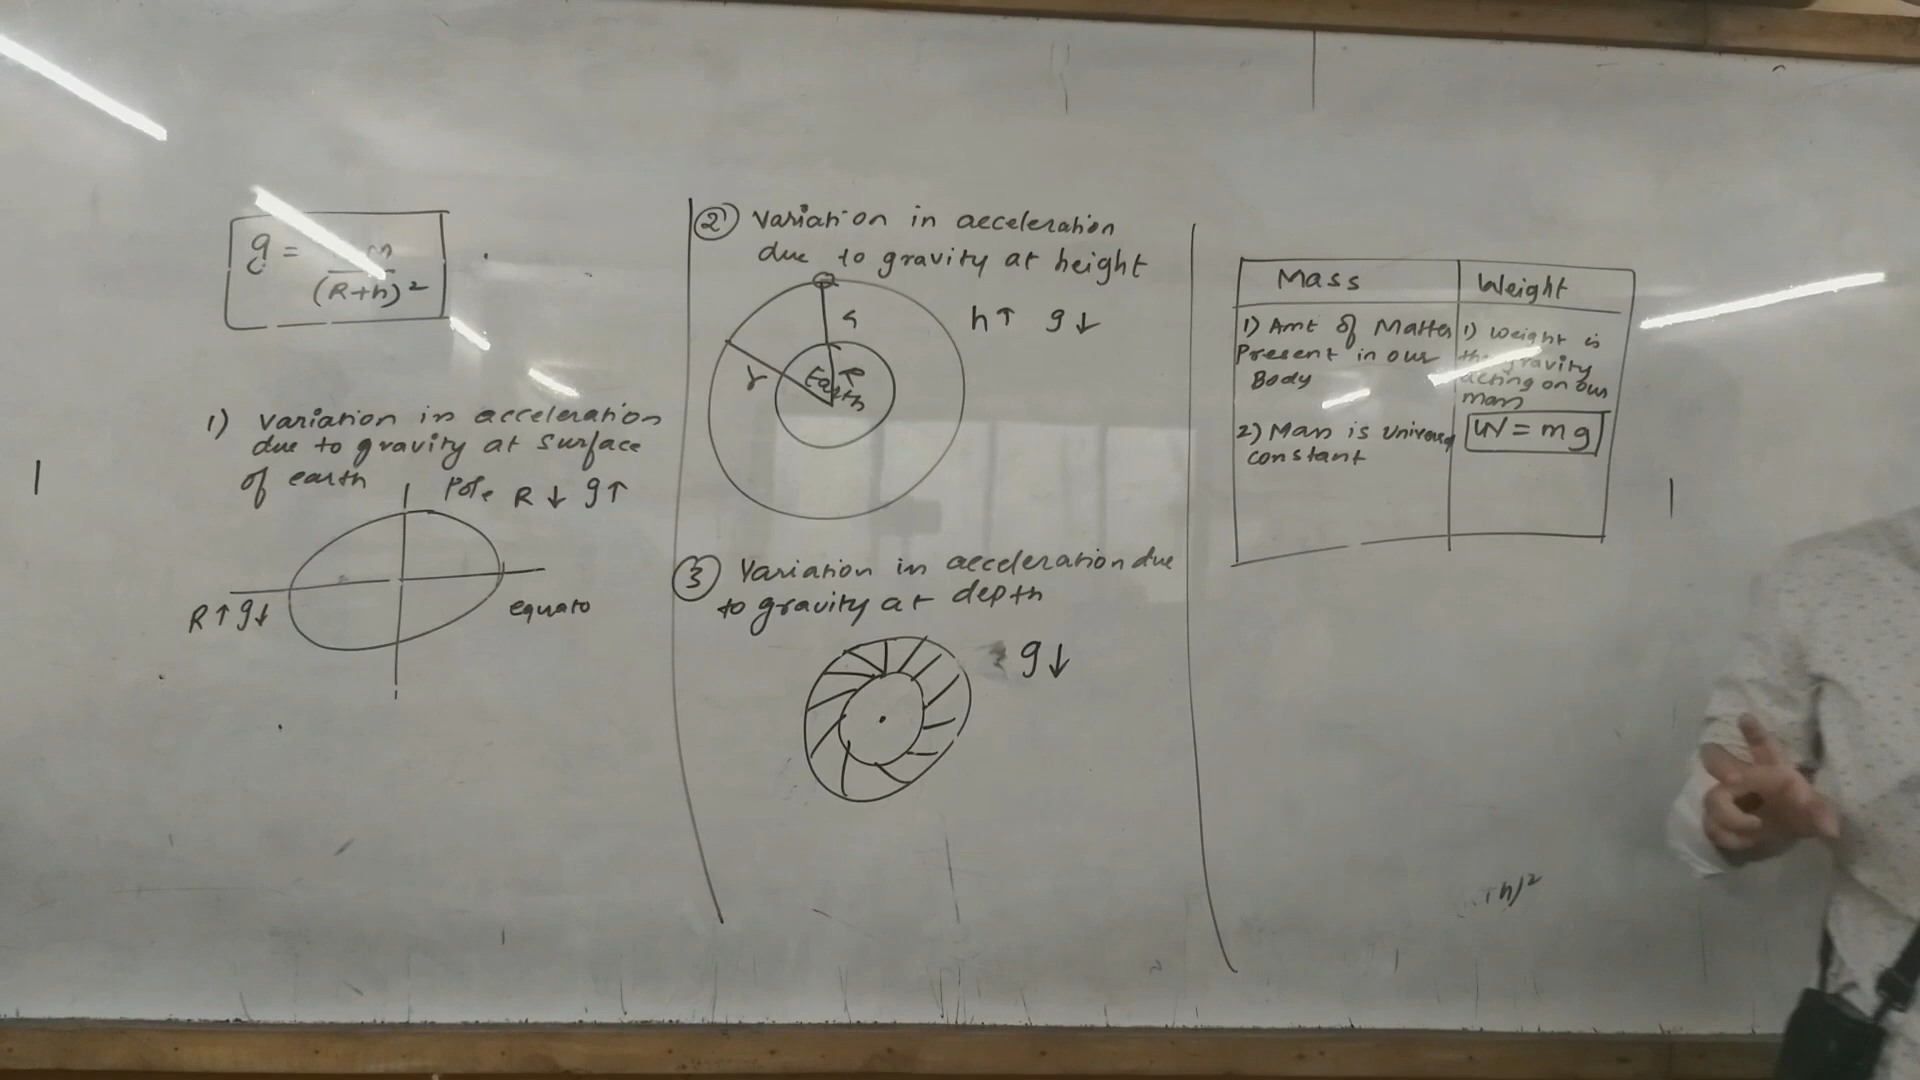 g =
(R+h)²
1) Variation in acceleration
due to gravity at surface
of earth
Pole R ↓ g↑
R↑ g↓
equato
② Variation in acceleration
due to gravity at height
h↑ g↓
h
r
Earth
R
③ Variation in acceleration due
to gravity at depth
g↓
Mass
1) Amt of Matter
Present in our
Body
2) Mass is
constant
Weight
1) Weight is
the gravity
acting on our
mass
W = mg